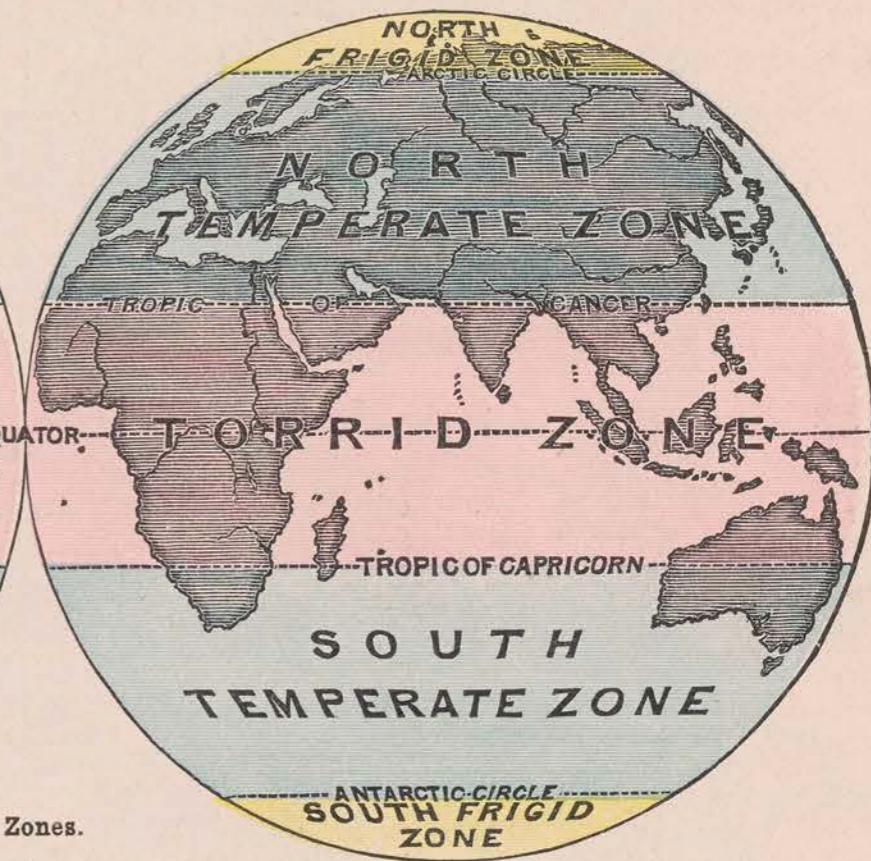 NORTH
FRIGID ZONE
ARCTIC CIRCLE
NORTH
TEMPERATE ZONE
TROPIC OF CANCER
UATOR
TORRID ZONE
TROPIC OF CAPRICORN
SOUTH
TEMPERATE ZONE
ANTARCTIC CIRCLE
SOUTH FRIGID
ZONE
Zones.